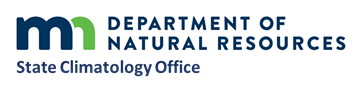 DEPARTMENT OF
NATURAL RESOURCES
State Climatology Office